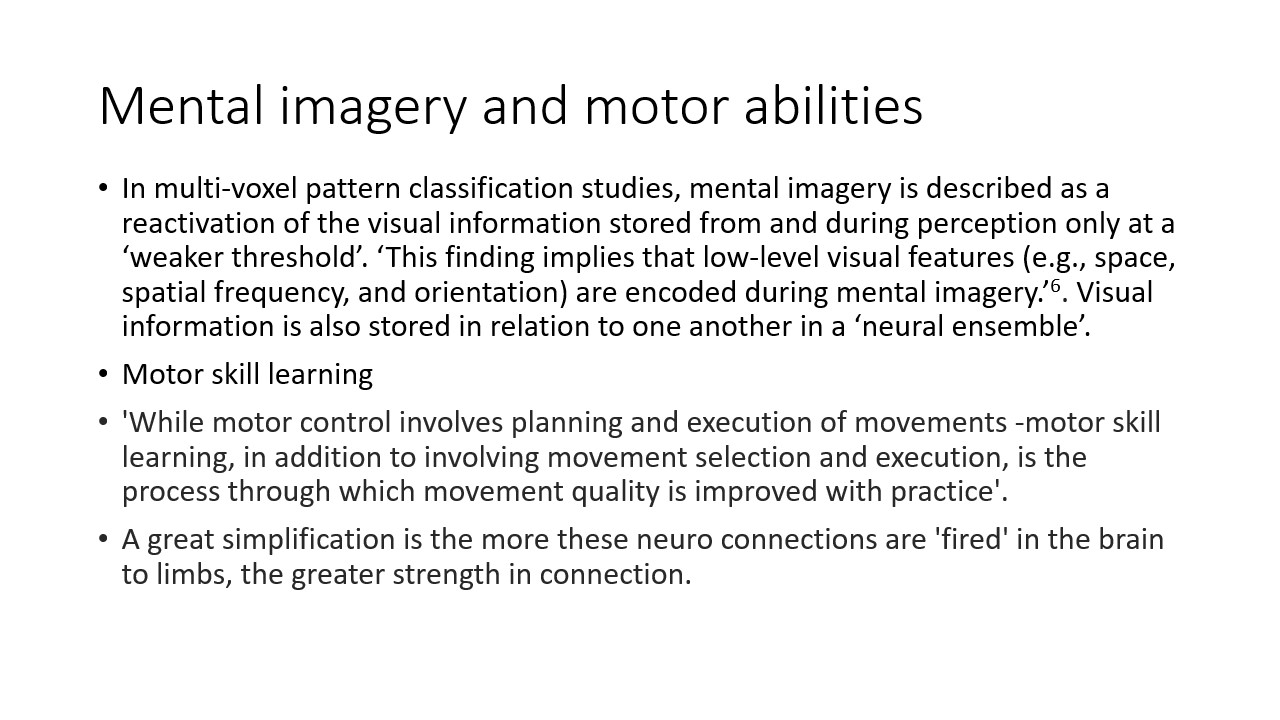 Mental imagery and motor abilities
• In multi-voxel pattern classification studies, mental imagery is described as a
reactivation of the visual information stored from and during perception only at a
‘weaker threshold’. ‘This finding implies that low-level visual features (e.g., space,
spatial frequency, and orientation) are encoded during mental imagery.’⁶. Visual
information is also stored in relation to one another in a ‘neural ensemble’.
• Motor skill learning
• 'While motor control involves planning and execution of movements -motor skill
learning, in addition to involving movement selection and execution, is the
process through which movement quality is improved with practice'.
• A great simplification is the more these neuro connections are 'fired' in the brain
to limbs, the greater strength in connection.